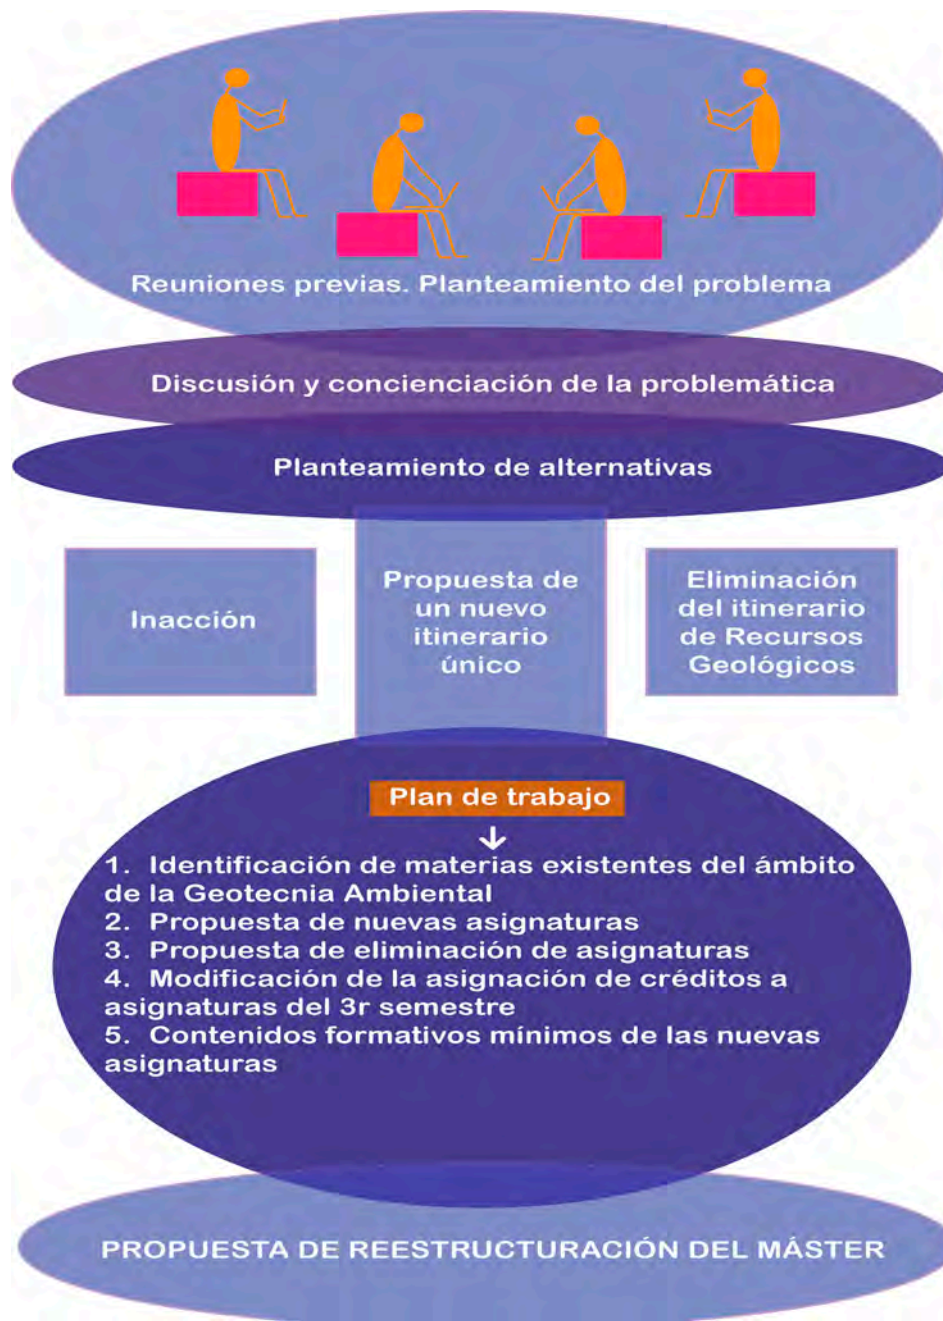 Reuniones previas. Planteamiento del problema
Discusión y concienciación de la problemática
Planteamiento de alternativas
Inacción
Propuesta de
un nuevo
itinerario
único
Eliminación
del itinerario
de Recursos
Geológicos
Plan de trabajo
1. Identificación de materias existentes del ámbito
de la Geotecnia Ambiental
2. Propuesta de nuevas asignaturas
3. Propuesta de eliminación de asignaturas
4. Modificación de la asignación de créditos a
asignaturas del 3r semestre
5. Contenidos formativos mínimos de las nuevas
asignaturas
PROPUESTA DE REESTRUCTURACIÓN DEL MÁSTER